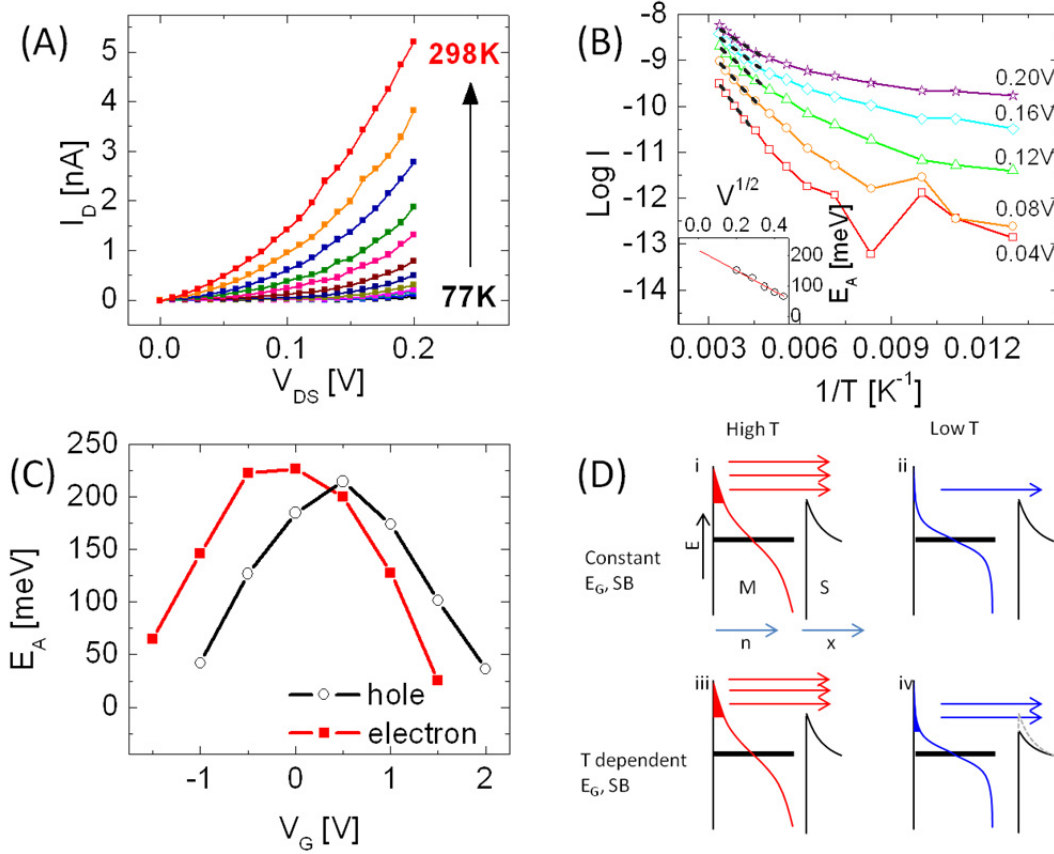 (A)
5
4
3
2
1
0
I_D [nA]
298K
77K
0.0 0.1 0.2
V_DS [V]
(B)
-8
-9
-10
-11
-12
-13
-14
Log I
0.20V
0.16V
0.12V
0.08V
0.04V
V^1/2
0.0 0.2 0.4
200
100
0
E_A [meV]
0.003 0.006 0.009 0.012
1/T [K^-1]
(C)
250
225
200
150
100
50
0
E_A [meV]
hole
electron
-1 0 1 2
V_G [V]
(D)
High T Low T
i ii
E
Constant
E_G, SB
M S
n x
iii iv
T dependent
E_G, SB